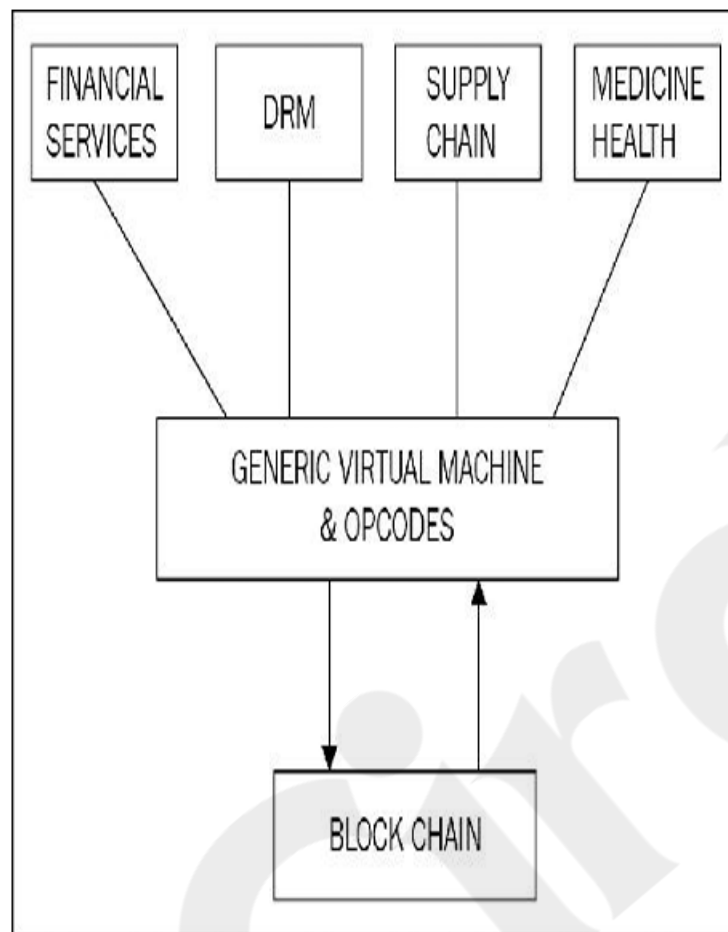 FINANCIAL
SERVICES
DRM
SUPPLY
CHAIN
MEDICINE
HEALTH
GENERIC VIRTUAL MACHINE
& OPCODES
BLOCK CHAIN